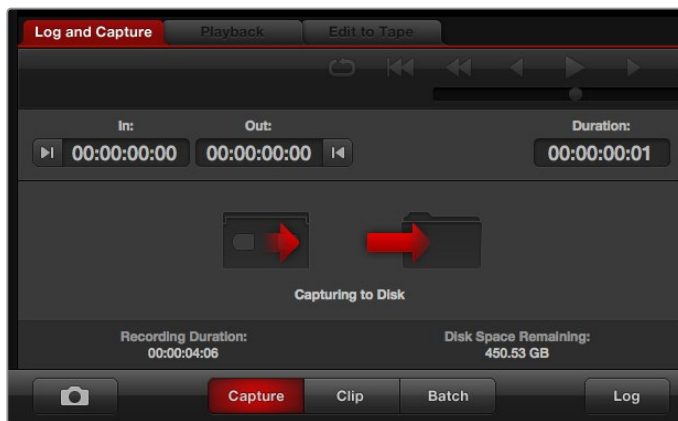 Log and Capture Playback Edit to Tape
In: Out: Duration:
00:00:00:00 00:00:00:00 00:00:00:01
Capturing to Disk
Recording Duration: Disk Space Remaining:
00:00:04:06 450.53 GB
Capture Clip Batch Log